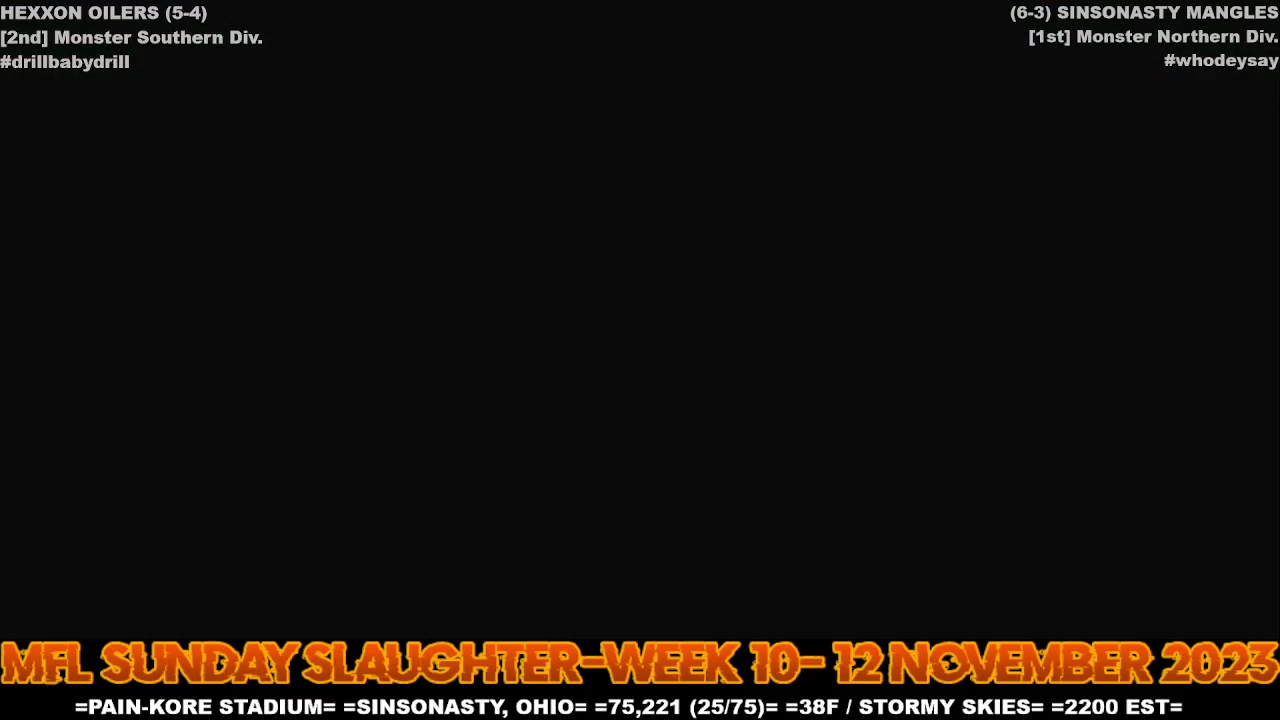 HEXXON OILERS (5-4)
[2nd] Monster Southern Div.
#drillbabydrill
(6-3) SINSONASTY MANGLES
[1st] Monster Northern Div.
#whodeysay
MFL SUNDAY SLAUGHTER-WEEK 10- 12 NOVEMBER 2023
=PAIN-KORE STADIUM= =SINSONASTY, OHIO= =75,221 (25/75)= =38F / STORMY SKIES= =2200 EST=